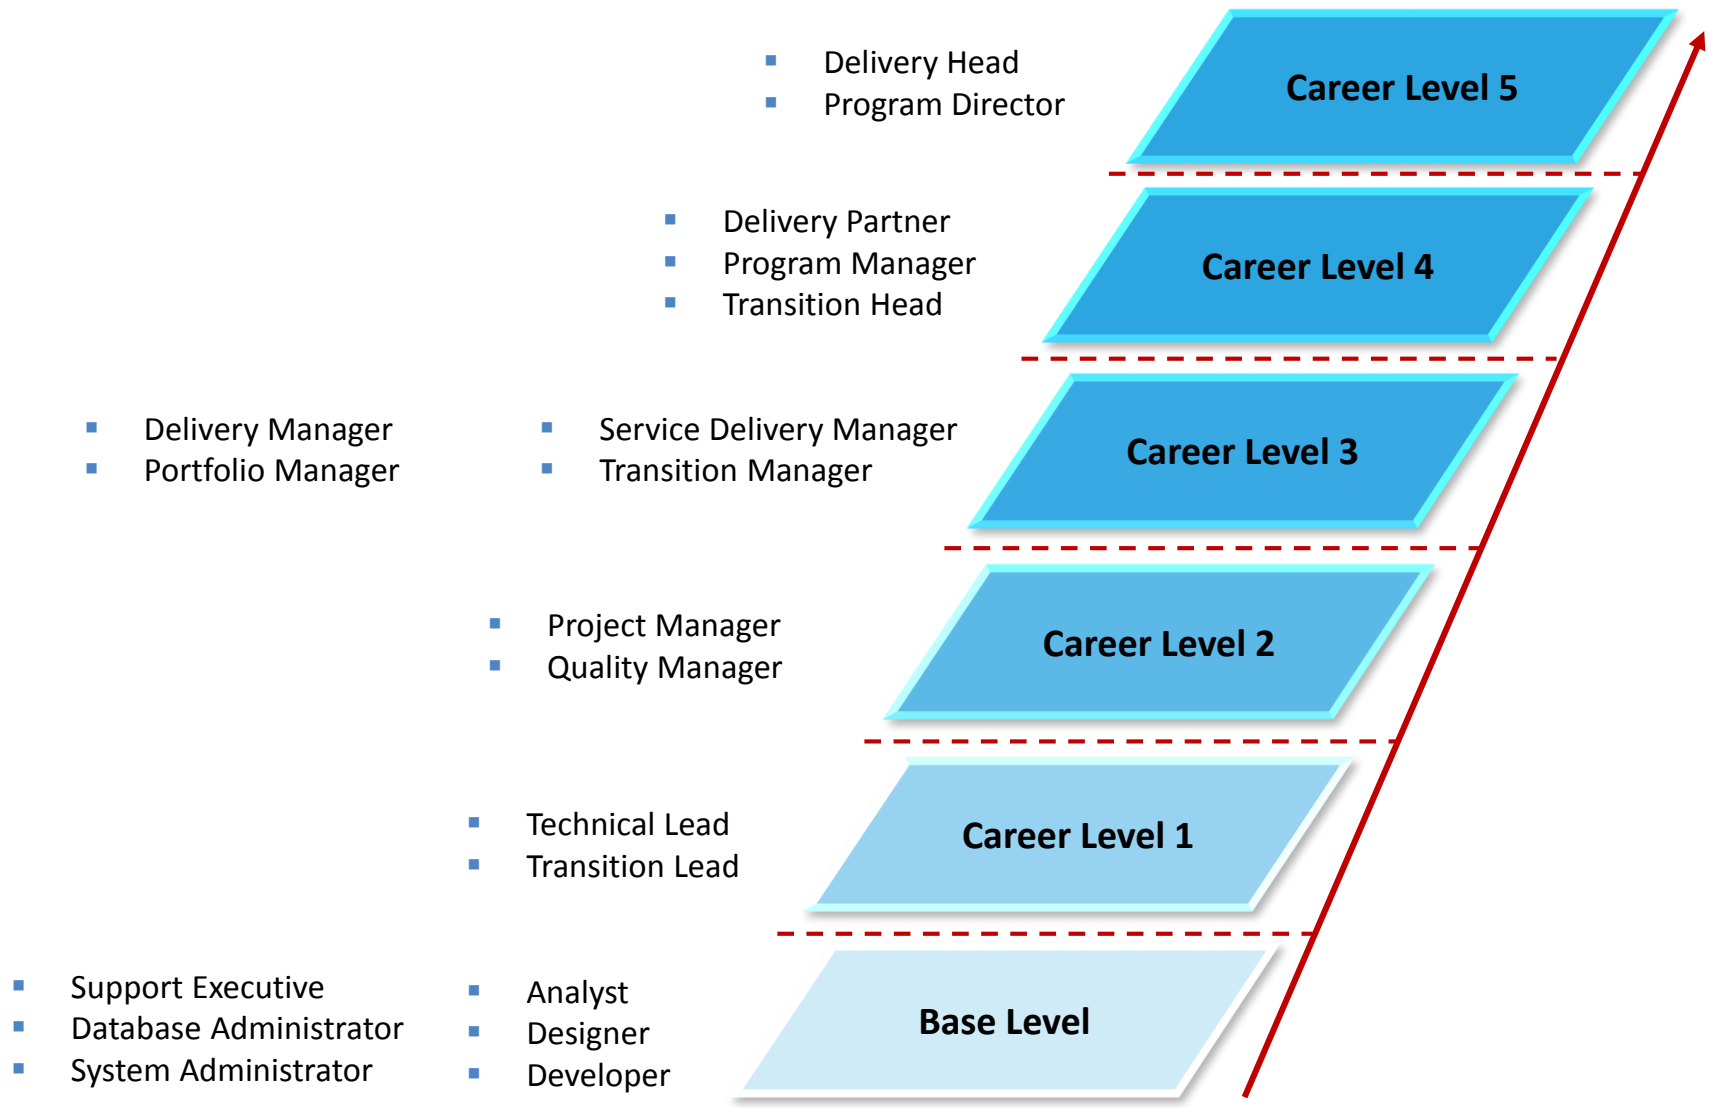 Delivery Head
Program Director
Career Level 5
Delivery Partner
Program Manager
Transition Head
Career Level 4
Delivery Manager
Portfolio Manager
Service Delivery Manager
Transition Manager
Career Level 3
Project Manager
Quality Manager
Career Level 2
Technical Lead
Transition Lead
Career Level 1
Support Executive
Database Administrator
System Administrator
Analyst
Designer
Developer
Base Level